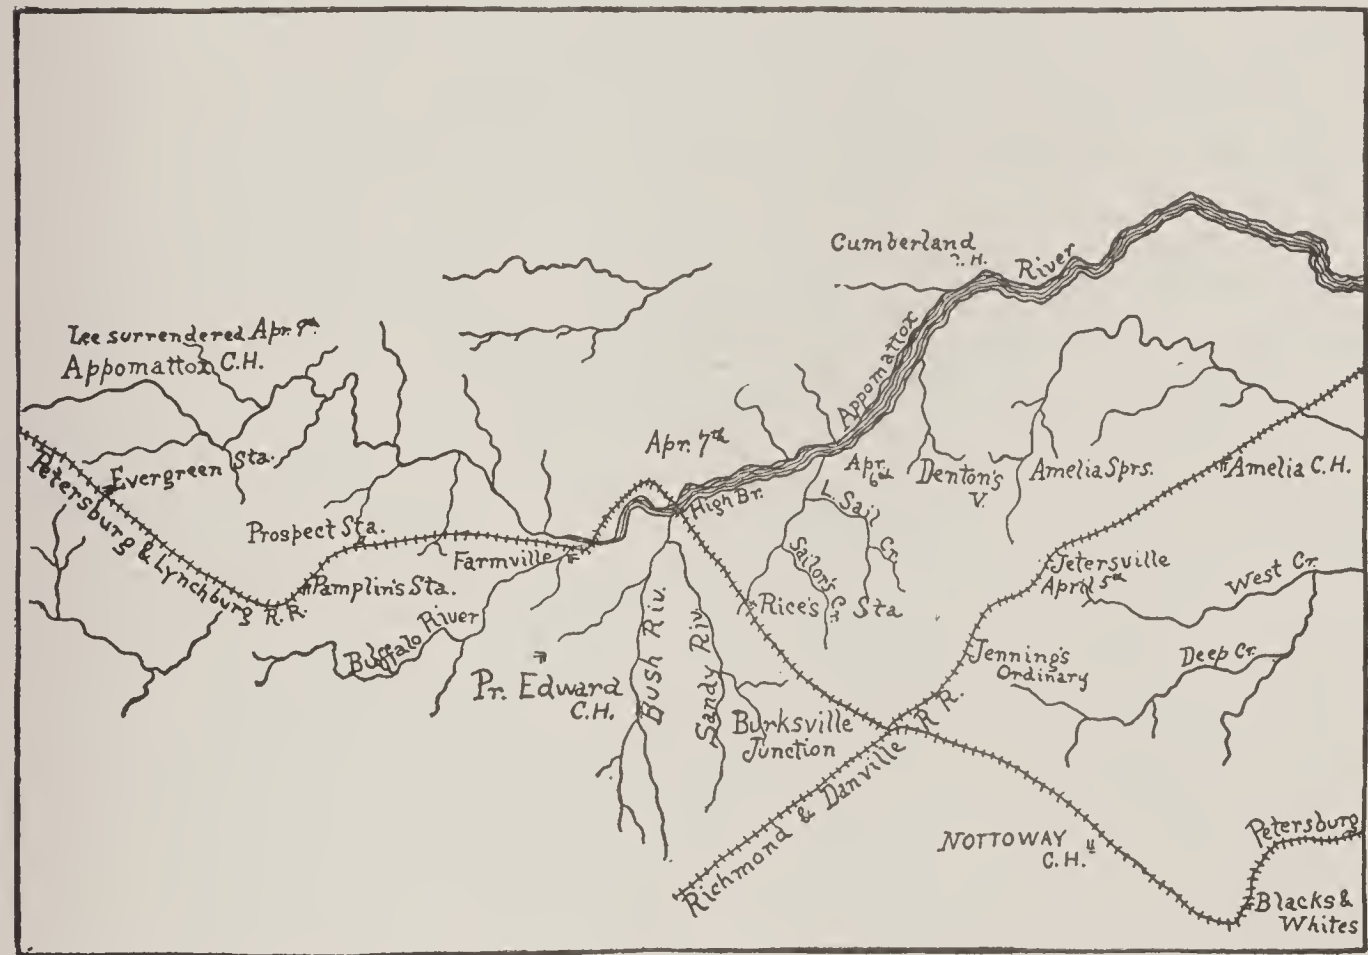 Cumberland
C. H.
River
Appomattox
Lee surrendered Apr. 9th.
Appomattox C.H.
Apr. 7th
Apr.
6th
Denton's
V.
Amelia Sprs.
Amelia C.H.
Evergreen Sta.
Petersburg & Lynchburg R.R.
Prospect Sta.
Farmville
Pamplin's Sta.
High Br.
L. Sail Cr.
Sailor's Cr.
Rice's Sta
Jetersville
April 5th
West Cr.
Buffalo River
Pr. Edward
C.H.
Bush Riv.
Sandy Riv.
Jenning's
Ordinary
Deep Cr.
Burksville
Junction
Richmond & Danville R R.
NOTTOWAY
C.H.
Petersburg
Blacks &
Whites